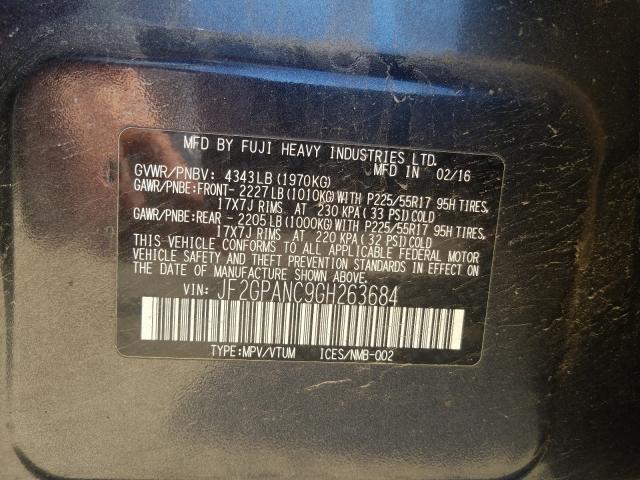 MFD BY FUJI HEAVY INDUSTRIES LTD.
GVWR/PNBV: 4343LB (1970KG) MFD IN 02/16
GAWR/PNBE:FRONT- 2227LB(1010KG)WITH P225/55R17 95H TIRES,
17X7J RIMS AT 230 KPA(33 PSI)COLD
GAWR/PNBE:REAR - 2205LB(1000KG)WITH P225/55R17 95H TIRES,
17X7J RIMS AT 220 KPA(32 PSI)COLD
THIS VEHICLE CONFORMS TO ALL APPLICABLE FEDERAL MOTOR
VEHICLE SAFETY AND THEFT PREVENTION STANDARDS IN EFFECT ON
THE DATE OF MANUFACTURE SHOWN ABOVE.
VIN: JF2GPANC9GH263684
TYPE:MPV/VTUM ICES/NMB-002